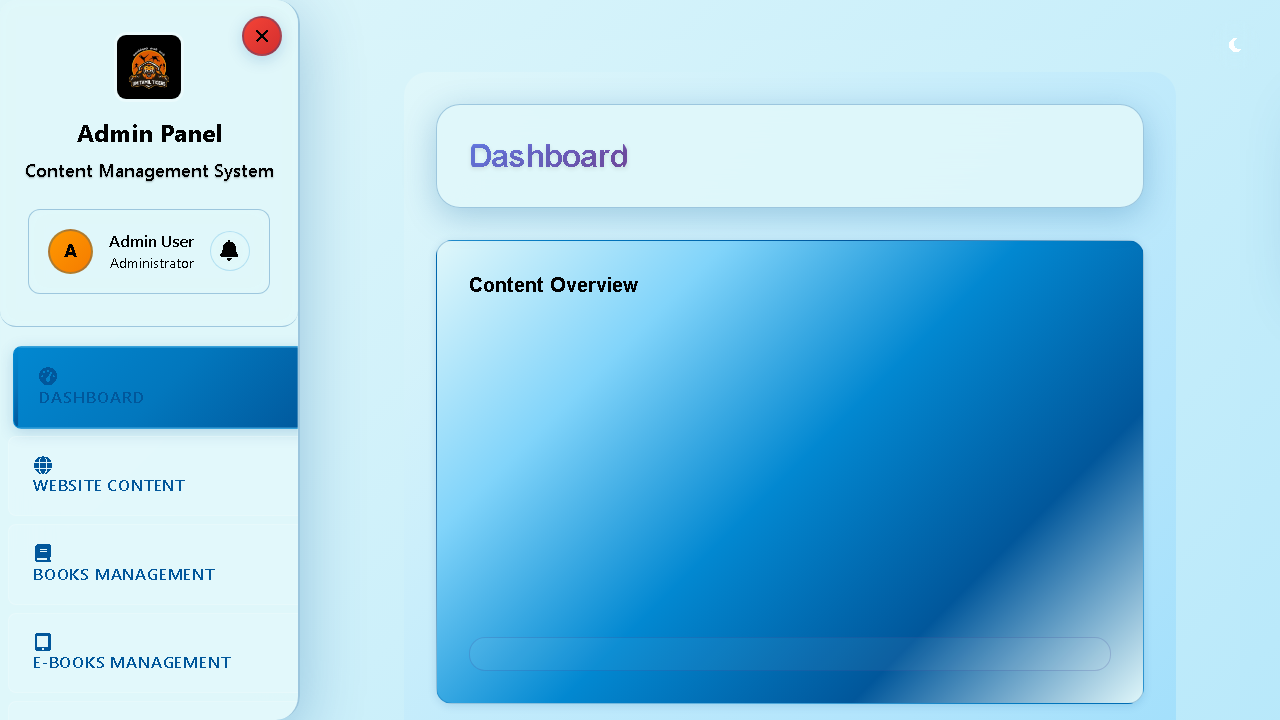 Admin Panel
Content Management System
A
Admin User
Administrator
DASHBOARD
WEBSITE CONTENT
BOOKS MANAGEMENT
E-BOOKS MANAGEMENT
Dashboard
Content Overview